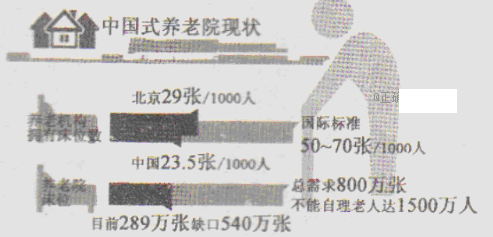 中国式养老院现状
北京29张/1000人
养老机构
拥有床位数
国际标准
50~70张/1000人
中国23.5张/1000人
养老院
床位
总需求800万张
不能自理老人达1500万人
目前289万张缺口540万张